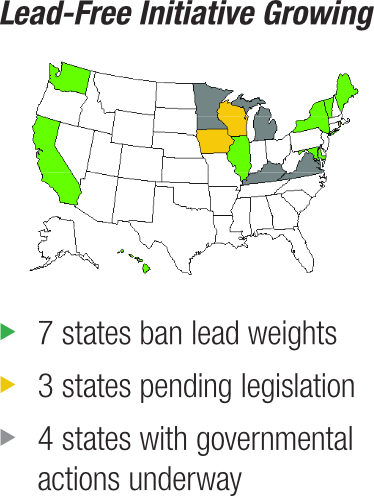 Lead-Free Initiative Growing
7 states ban lead weights
3 states pending legislation
4 states with governmental
actions underway